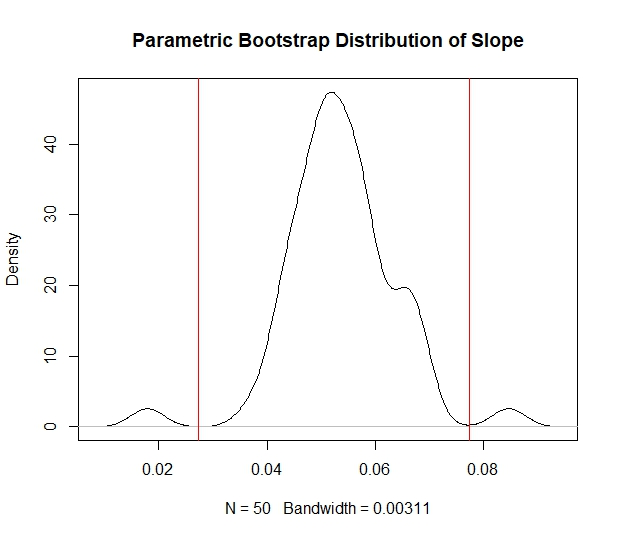 Parametric Bootstrap Distribution of Slope
Density
40
30
20
10
0
0.02 0.04 0.06 0.08
N = 50 Bandwidth = 0.00311